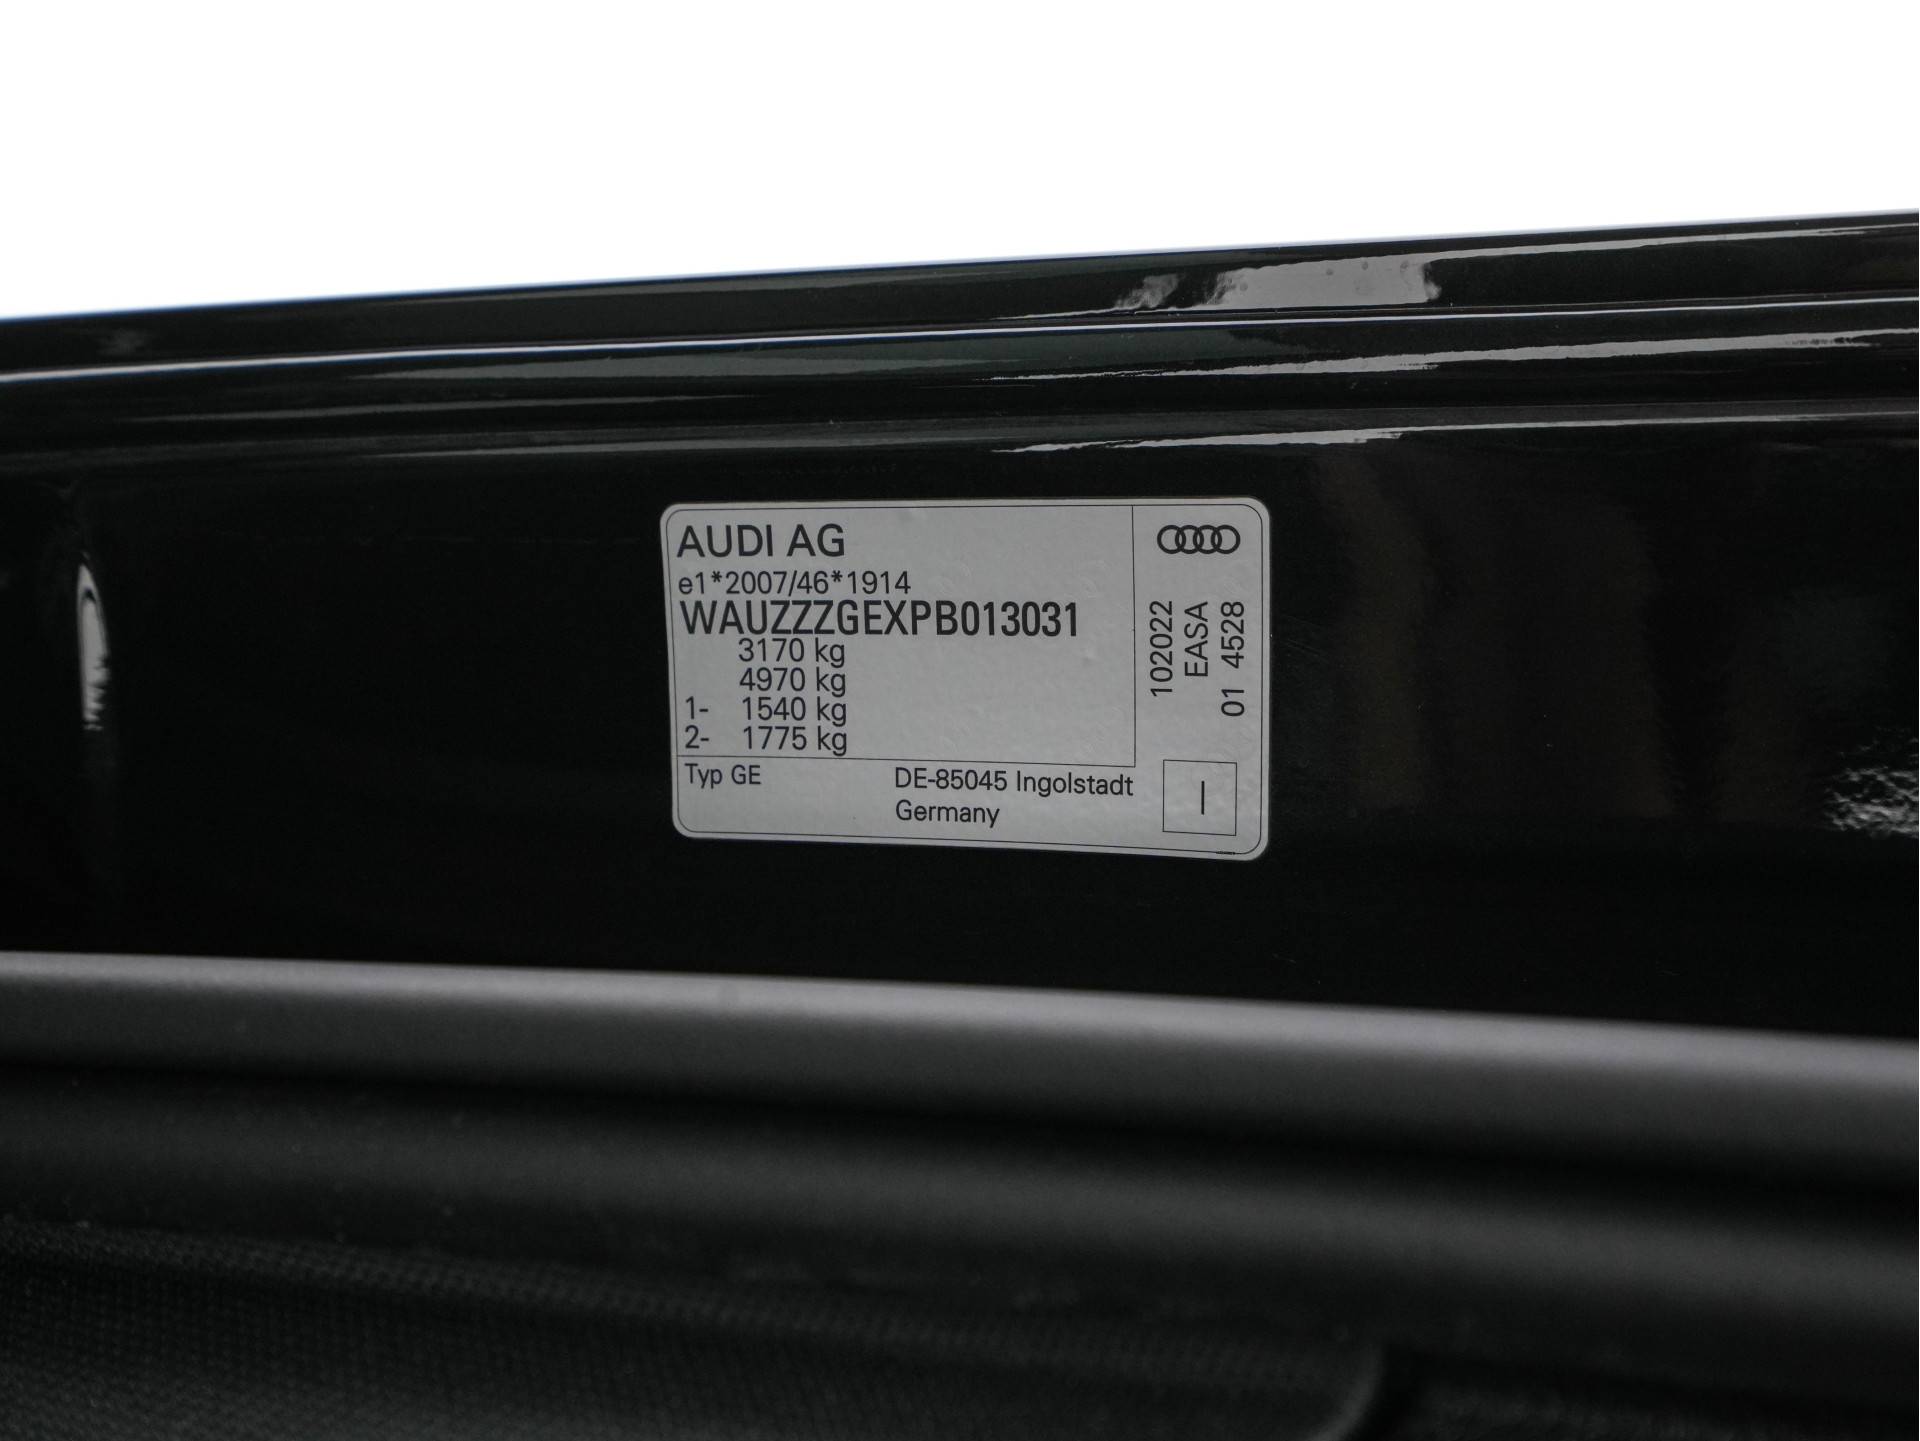 AUDI AG
e1*2007/46*1914
WAUZZZGEXPB013031
3170 kg
4970 kg
1- 1540 kg
2- 1775 kg
Typ GE
DE-85045 Ingolstadt
Germany
102022
EASA
01 4528
I